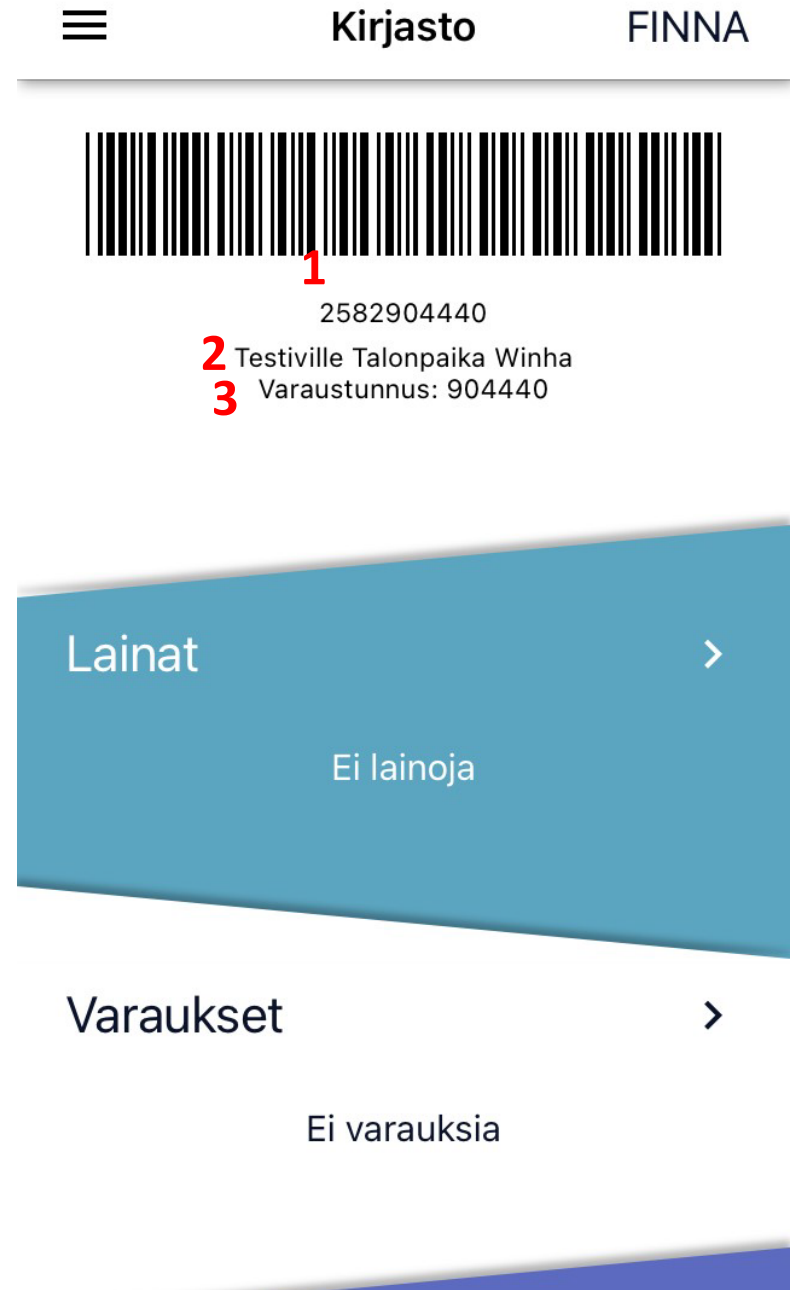 Kirjasto FINNA
1
2582904440
2 Testiville Talonpaika Winha
3 Varaustunnus: 904440
Lainat
Ei lainoja
Varaukset
Ei varauksia